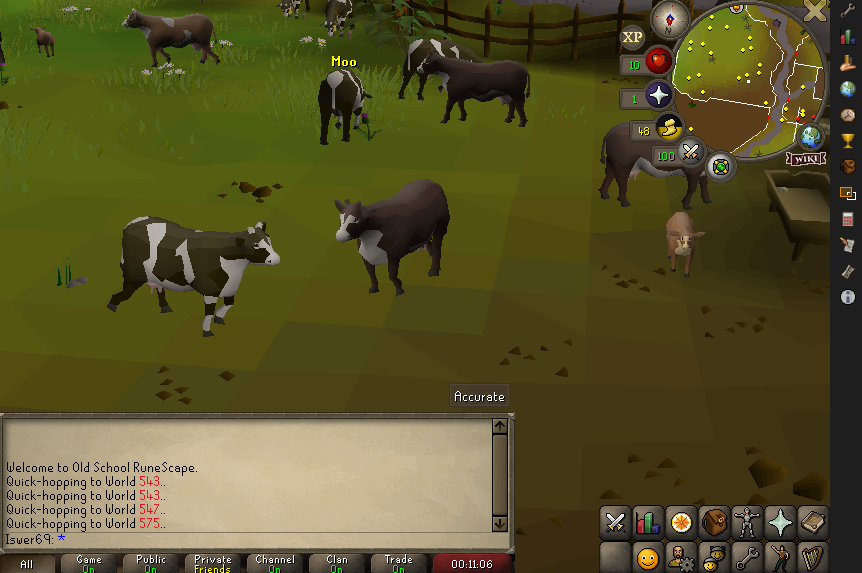 Moo
XP
10
1
48
100
WIKI
Accurate
Welcome to Old School RuneScape.
Quick-hopping to World 543..
Quick-hopping to World 543..
Quick-hopping to World 547..
Quick-hopping to World 575..
Iswer69: *
All
Game
On
Public
On
Private
Friends
Channel
On
Clan
On
Trade
On
00:11:06